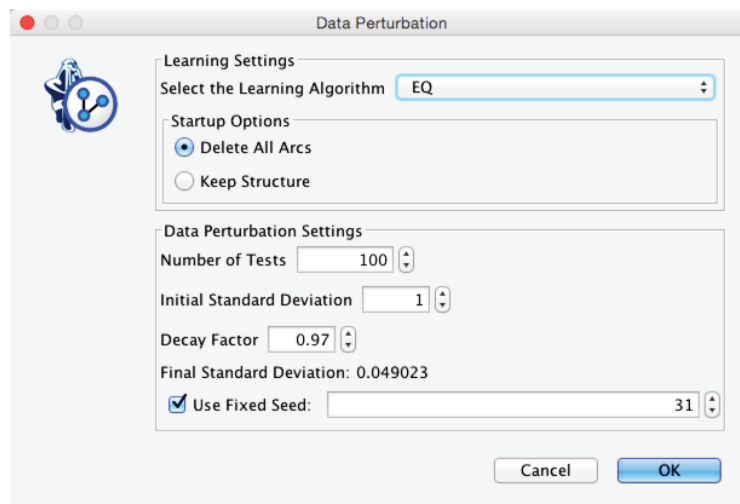 Data Perturbation
Learning Settings
Select the Learning Algorithm EQ
Startup Options
Delete All Arcs
Keep Structure
Data Perturbation Settings
Number of Tests 100
Initial Standard Deviation 1
Decay Factor 0.97
Final Standard Deviation: 0.049023
Use Fixed Seed: 31
Cancel OK